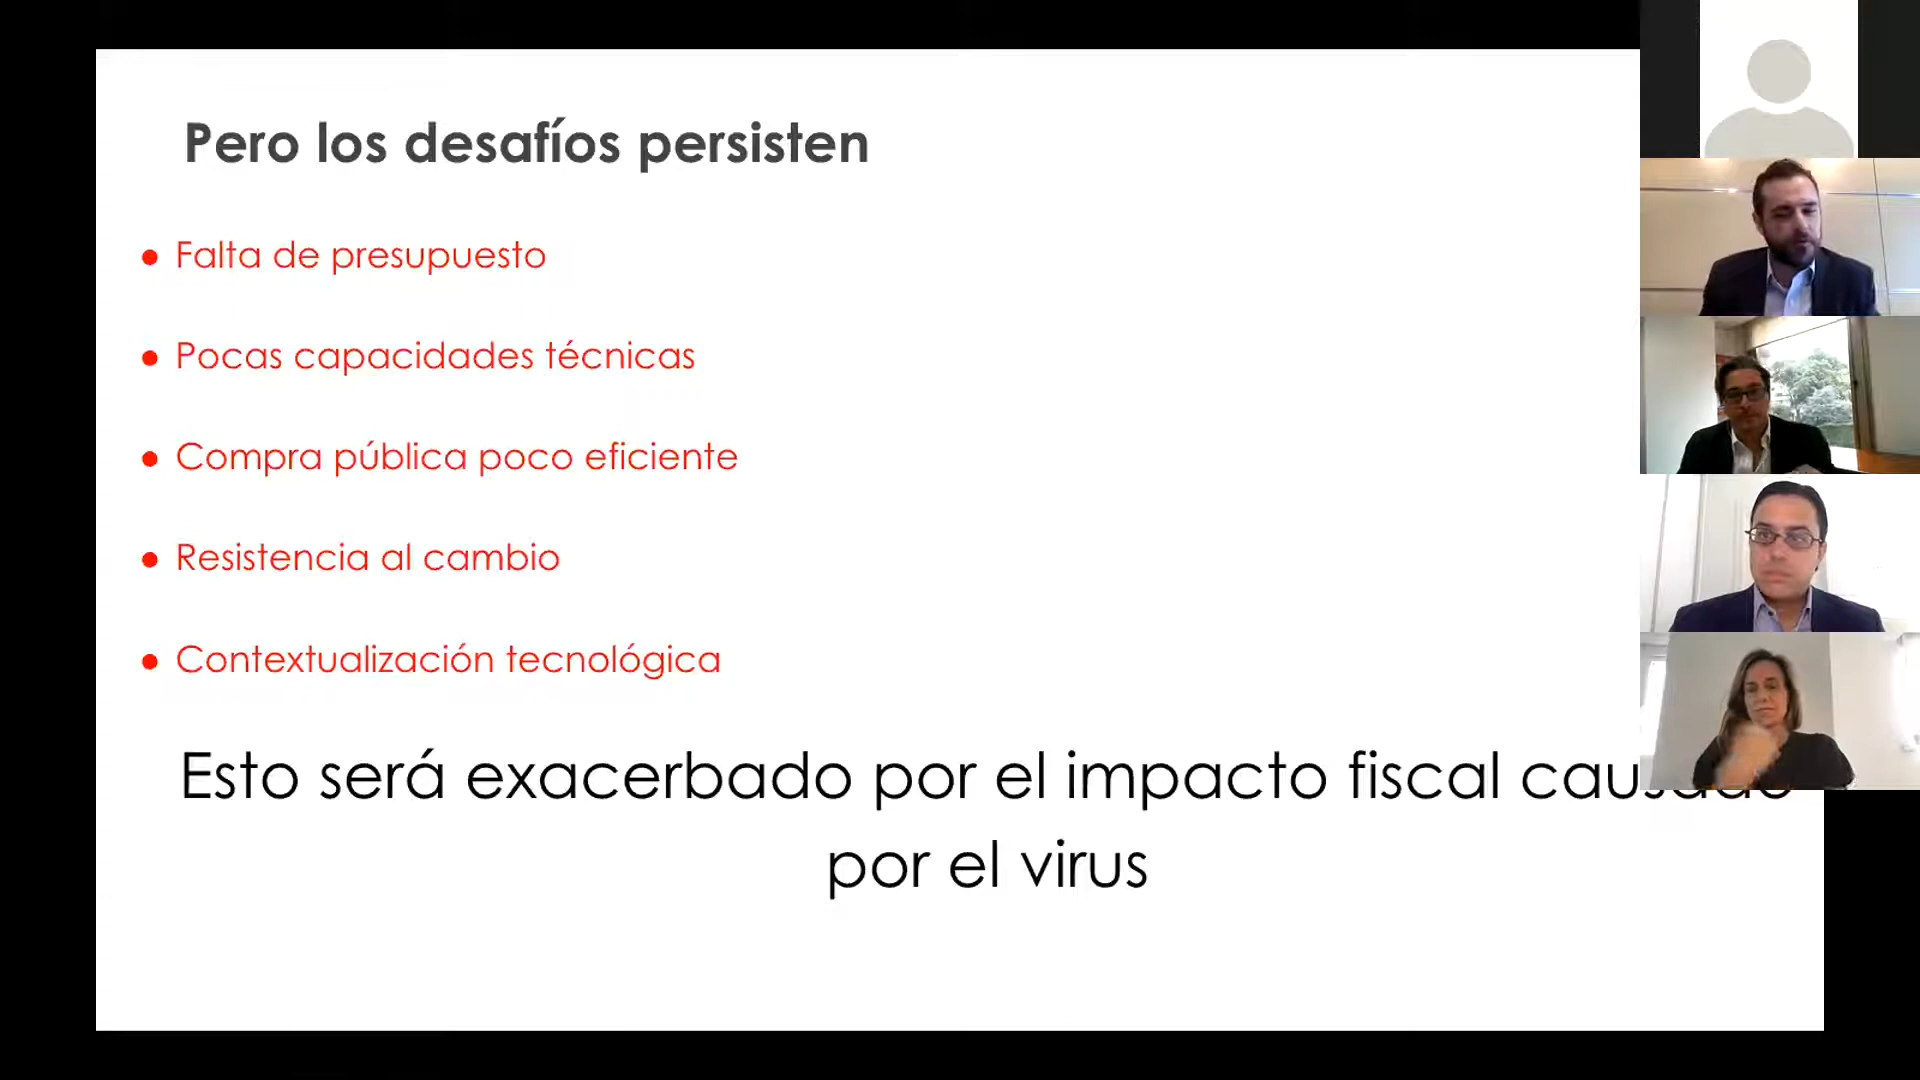 Pero los desafíos persisten
● Falta de presupuesto
● Pocas capacidades técnicas
● Compra pública poco eficiente
● Resistencia al cambio
● Contextualización tecnológica
Esto será exacerbado por el impacto fiscal causado
por el virus